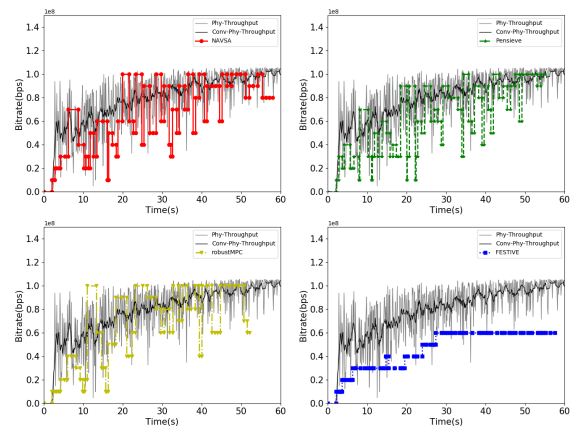 1e8
Phy-Throughput
Conv-Phy-Throughput
NAVSA
Bitrate(bps)
1.4
1.2
1.0
0.8
0.6
0.4
0.2
0.0
0 10 20 30 40 50 60
Time(s)
1e8
Phy-Throughput
Conv-Phy-Throughput
Pensieve
Bitrate(bps)
1.4
1.2
1.0
0.8
0.6
0.4
0.2
0.0
0 10 20 30 40 50 60
Time(s)
1e8
Phy-Throughput
Conv-Phy-Throughput
robustMPC
Bitrate(bps)
1.4
1.2
1.0
0.8
0.6
0.4
0.2
0.0
0 10 20 30 40 50 60
Time(s)
1e8
Phy-Throughput
Conv-Phy-Throughput
FESTIVE
Bitrate(bps)
1.4
1.2
1.0
0.8
0.6
0.4
0.2
0.0
0 10 20 30 40 50 60
Time(s)